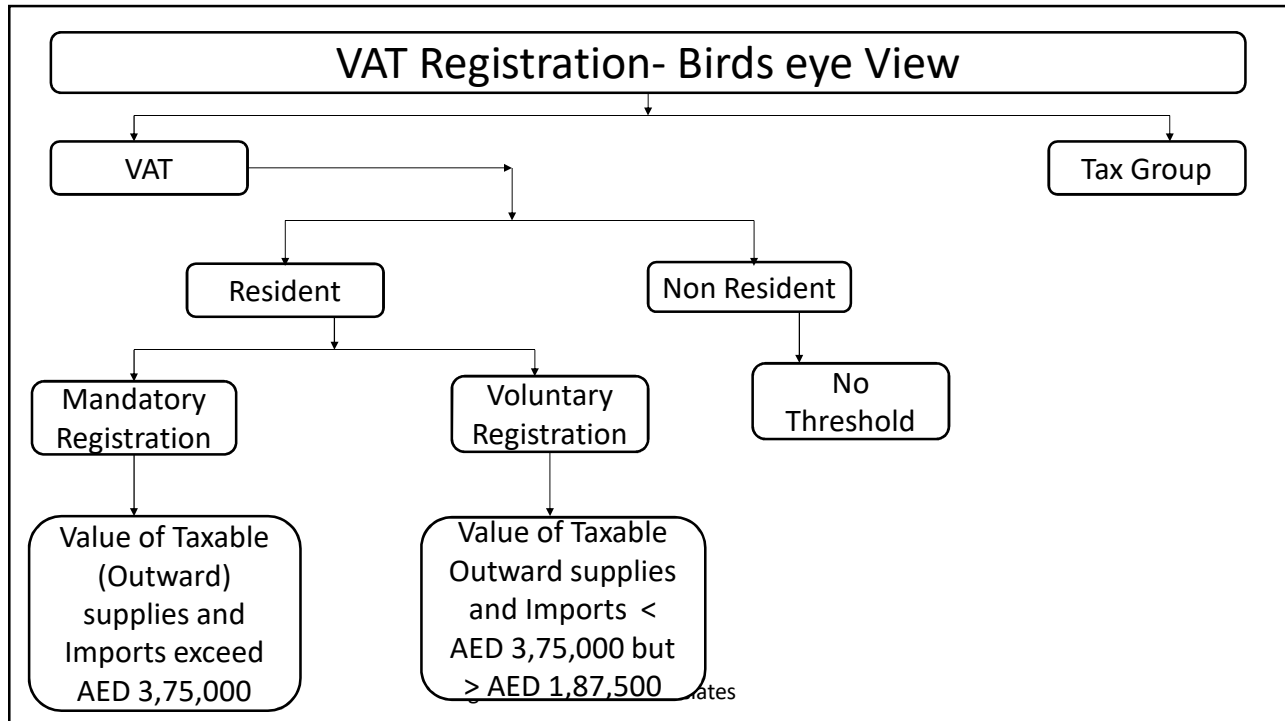 VAT Registration- Birds eye View
VAT
Tax Group
Resident
Non Resident
Mandatory
Registration
Voluntary
Registration
No
Threshold
Value of Taxable
(Outward)
supplies and
Imports exceed
AED 3,75,000
Value of Taxable
Outward supplies
and Imports <
AED 3,75,000 but
> AED 1,87,500